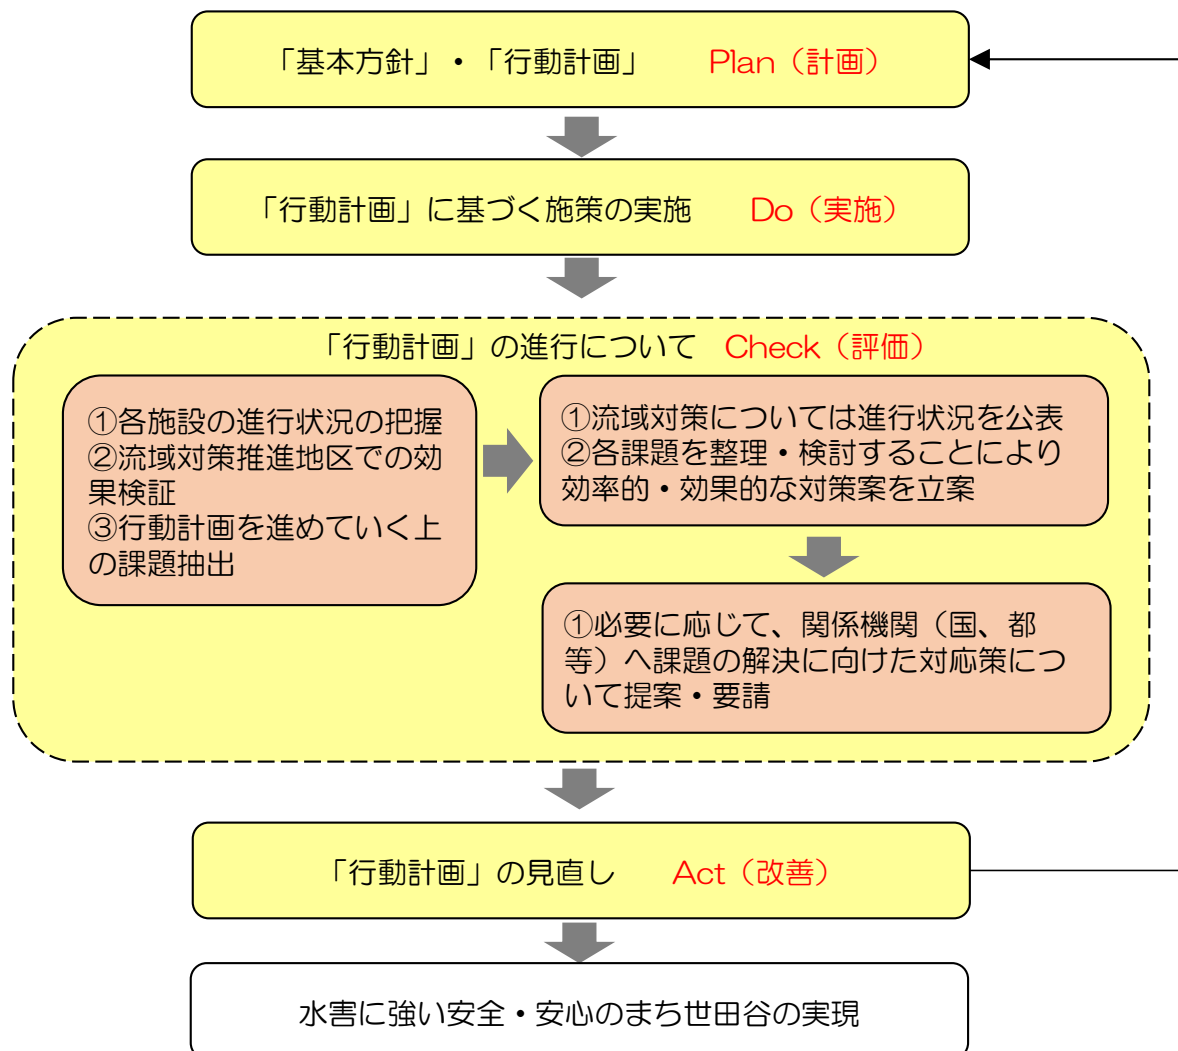 「基本方針」・「行動計画」 Plan（計画）
「行動計画」に基づく施策の実施 Do（実施）
「行動計画」の進行について Check（評価）
①各施設の進行状況の把握
②流域対策推進地区での効
果検証
③行動計画を進めていく上
の課題抽出
①流域対策については進行状況を公表
②各課題を整理・検討することにより
効率的・効果的な対策案を立案
①必要に応じて、関係機関（国、都
等）へ課題の解決に向けた対応策につ
いて提案・要請
「行動計画」の見直し Act（改善）
水害に強い安全・安心のまち世田谷の実現